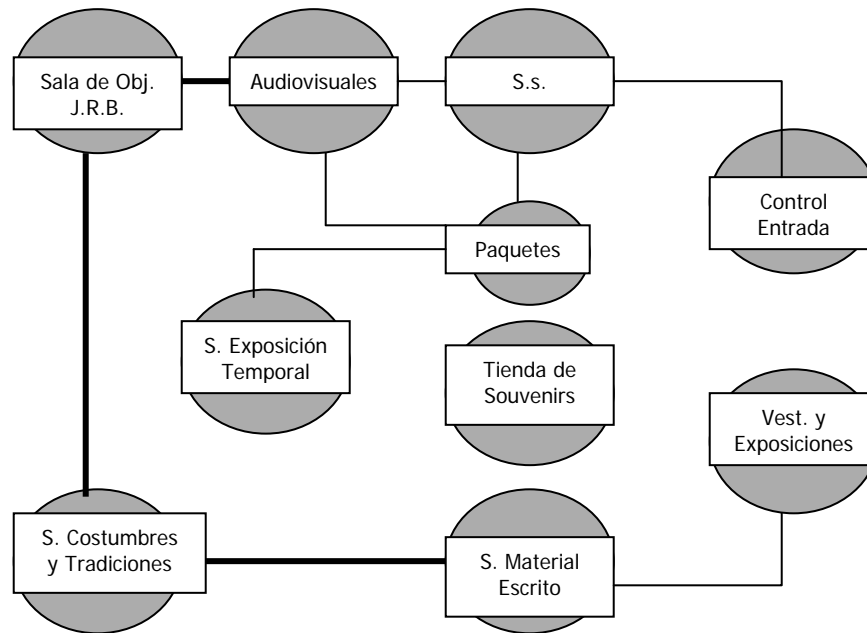 Sala de Obj.
J.R.B.
Audiovisuales
S.s.
Control
Entrada
Paquetes
S. Exposición
Temporal
Tienda de
Souvenirs
Vest. y
Exposiciones
S. Costumbres
y Tradiciones
S. Material
Escrito